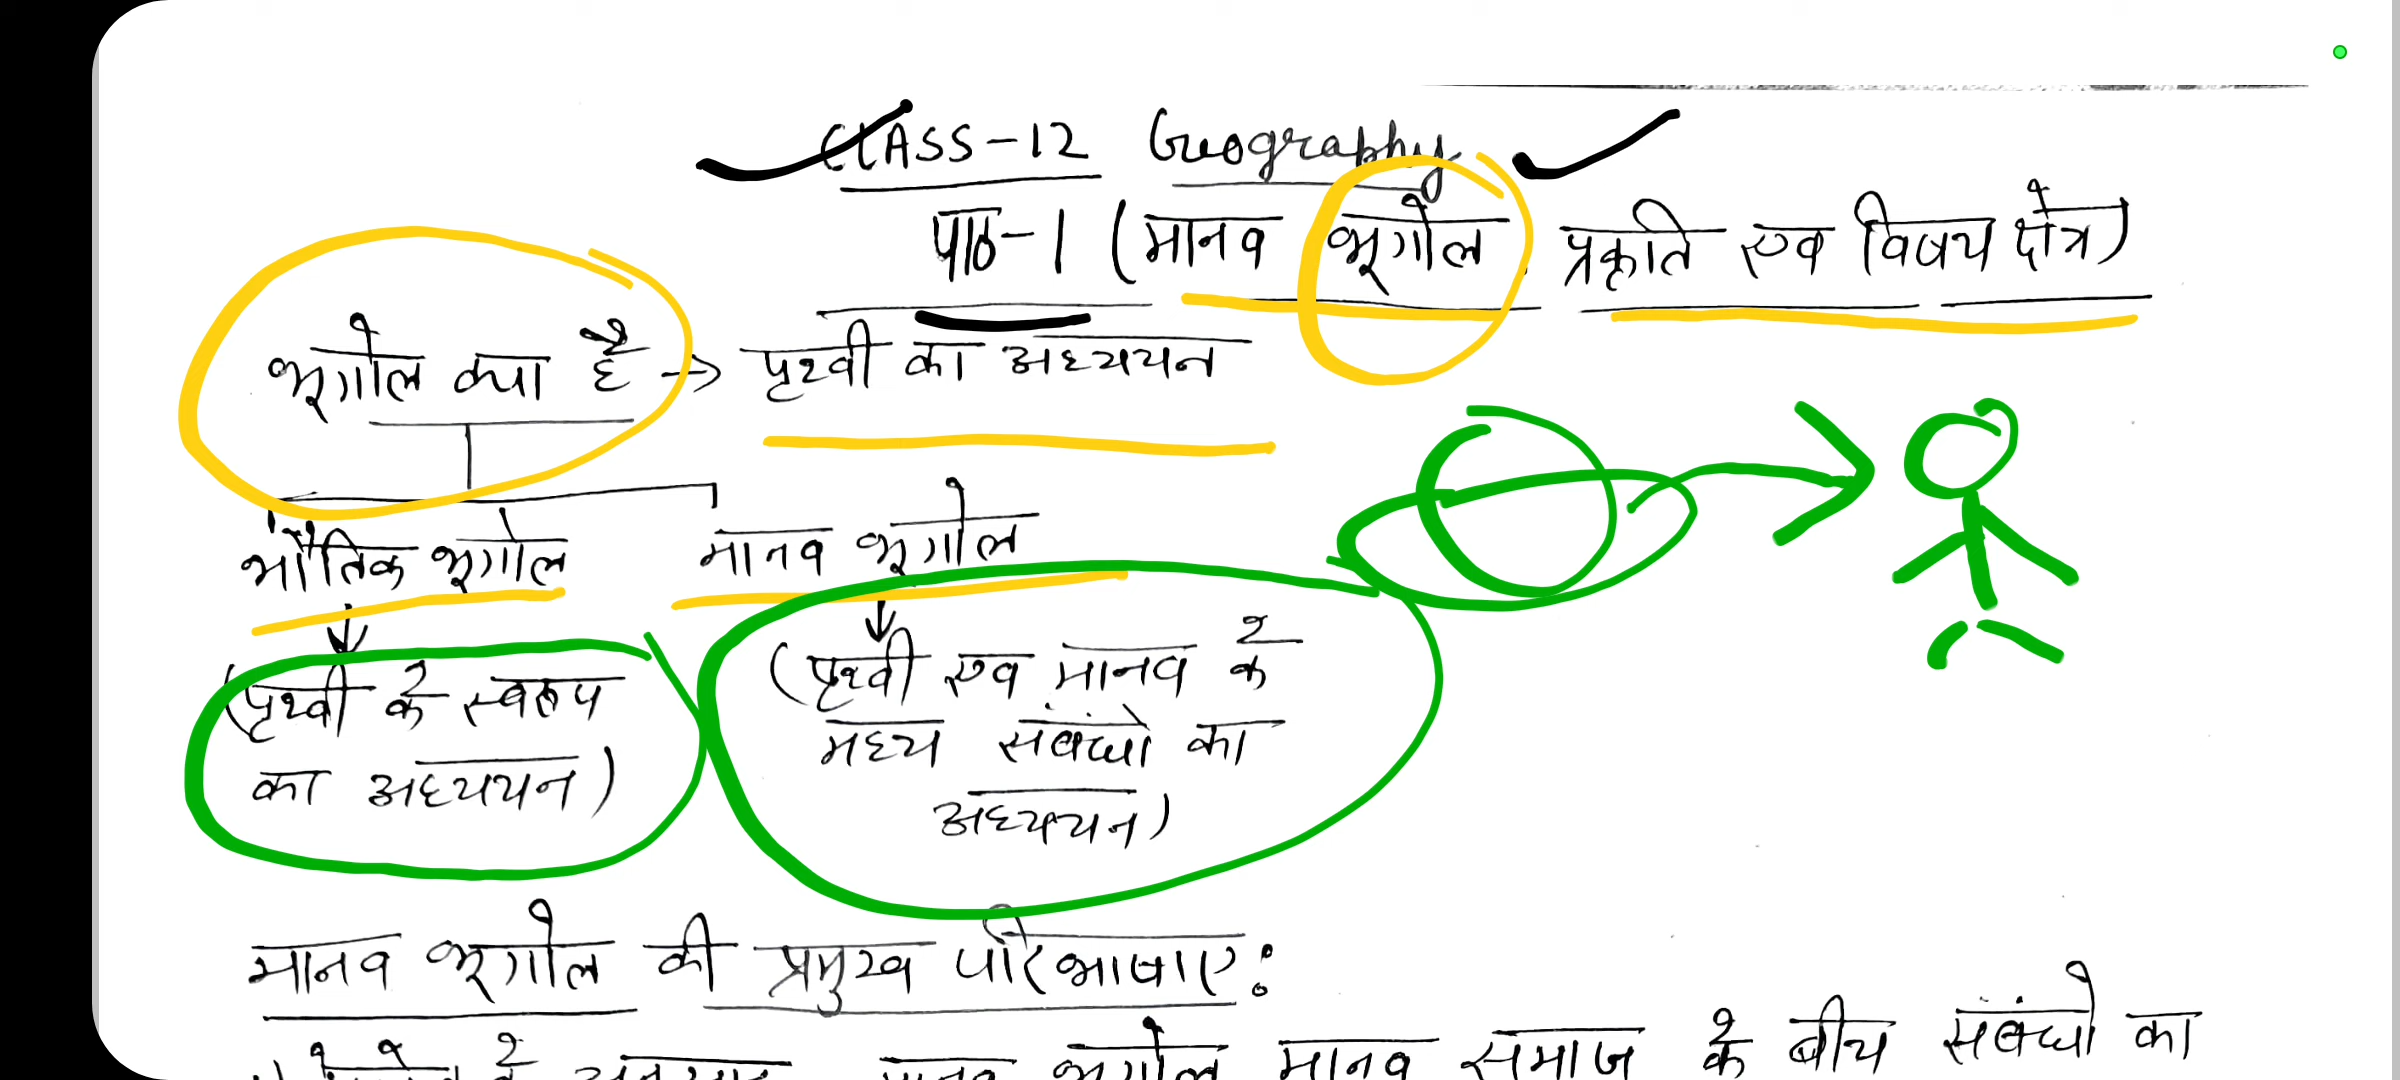 CLASS-12 Geography
पाठ-1 (मानव भूगोल, प्रकृति एव विषय क्षेत्र)
भूगोल क्या है → पृथ्वी का अध्ययन
भौतिक भूगोल मानव भूगोल
(पृथ्वी के स्वरूप का अध्ययन)
(पृथ्वी एव मानव के
मध्य संबंधो का
अध्ययन)
मानव भूगोल की प्रमुख परिभाषाए:
के अनुसार मानव भूगोल मानव समाज के बीच संबंधो का